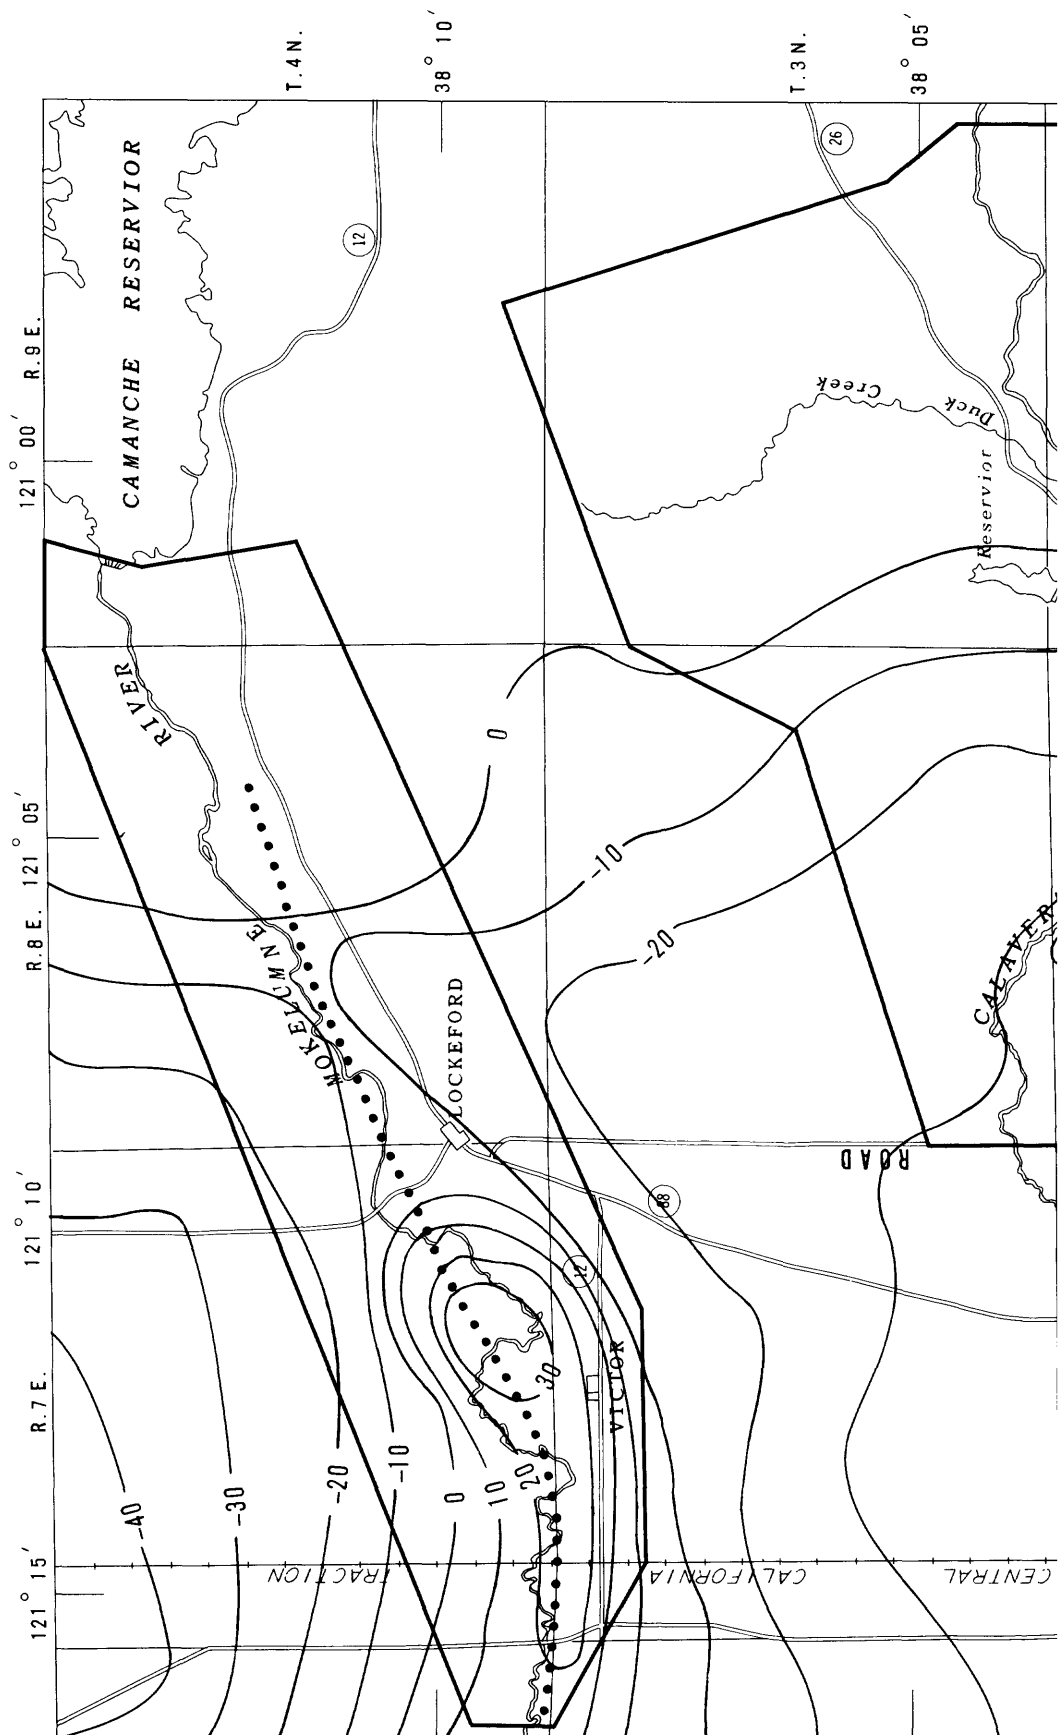 T.4N.
38° 10′
T.3N.
38° 05′
CAMANCHE RESERVIOR
12
26
R.9E.
121° 00′
Duck Creek
Reservior
RIVER
0
121° 05′
-10
R.8E.
MOKELUMNE
-20
CALAVER
LOCKEFORD
ROAD
121° 10′
88
12
30
VICTOR
R.7E.
-40
-30
-20
-10
0
10
20
121° 15′
TRACTION
CALIFORNIA
CENTRAL